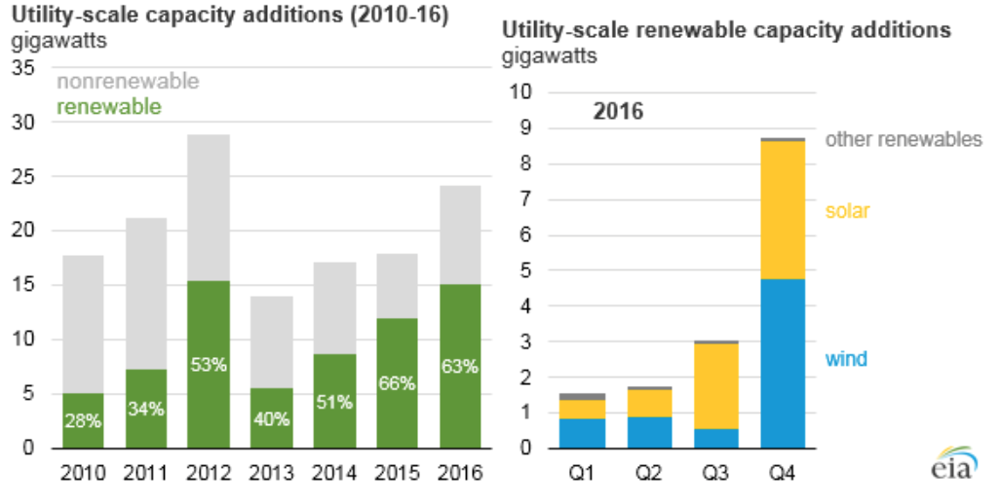 Utility-scale capacity additions (2010-16)
gigawatts
35
nonrenewable
renewable
30
25
20
15
10
5
0
28%
34%
53%
40%
51%
66%
63%
2010 2011 2012 2013 2014 2015 2016
Utility-scale renewable capacity additions
gigawatts
10
2016
9
8
7
6
5
4
3
2
1
0
other renewables
solar
wind
Q1 Q2 Q3 Q4
eia